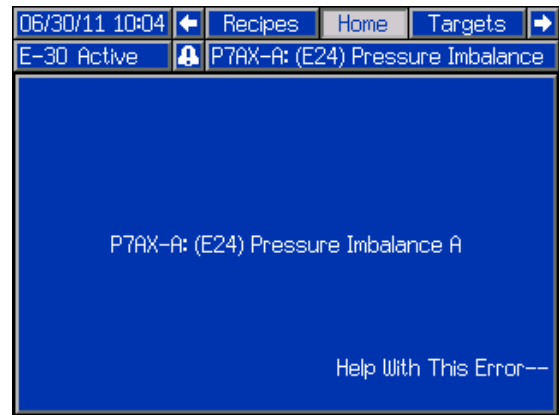 06/30/11 10:04 Recipes Home Targets
E-30 Active P7AX-A: (E24) Pressure Imbalanc
P7AX-A: (E24) Pressure Imbalance A
Help With This Error--